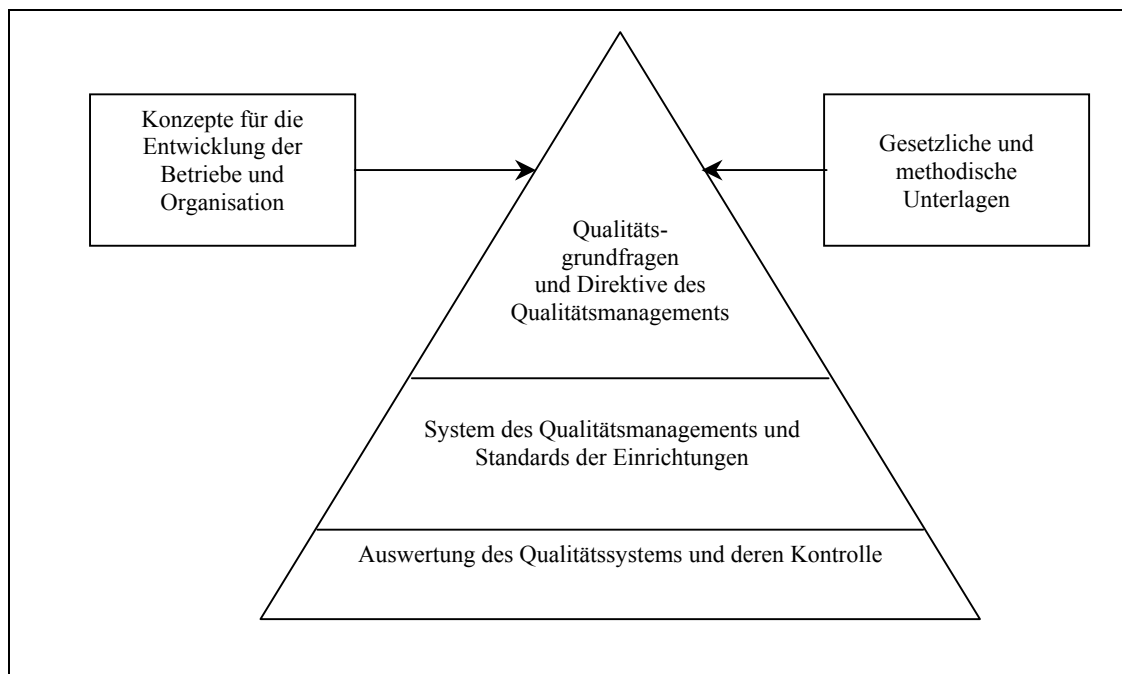 Konzepte für die
Entwicklung der
Betriebe und
Organisation
Gesetzliche und
methodische
Unterlagen
Qualitäts-
grundfragen
und Direktive des
Qualitätsmanagements
System des Qualitätsmanagements und
Standards der Einrichtungen
Auswertung des Qualitätssystems und deren Kontrolle